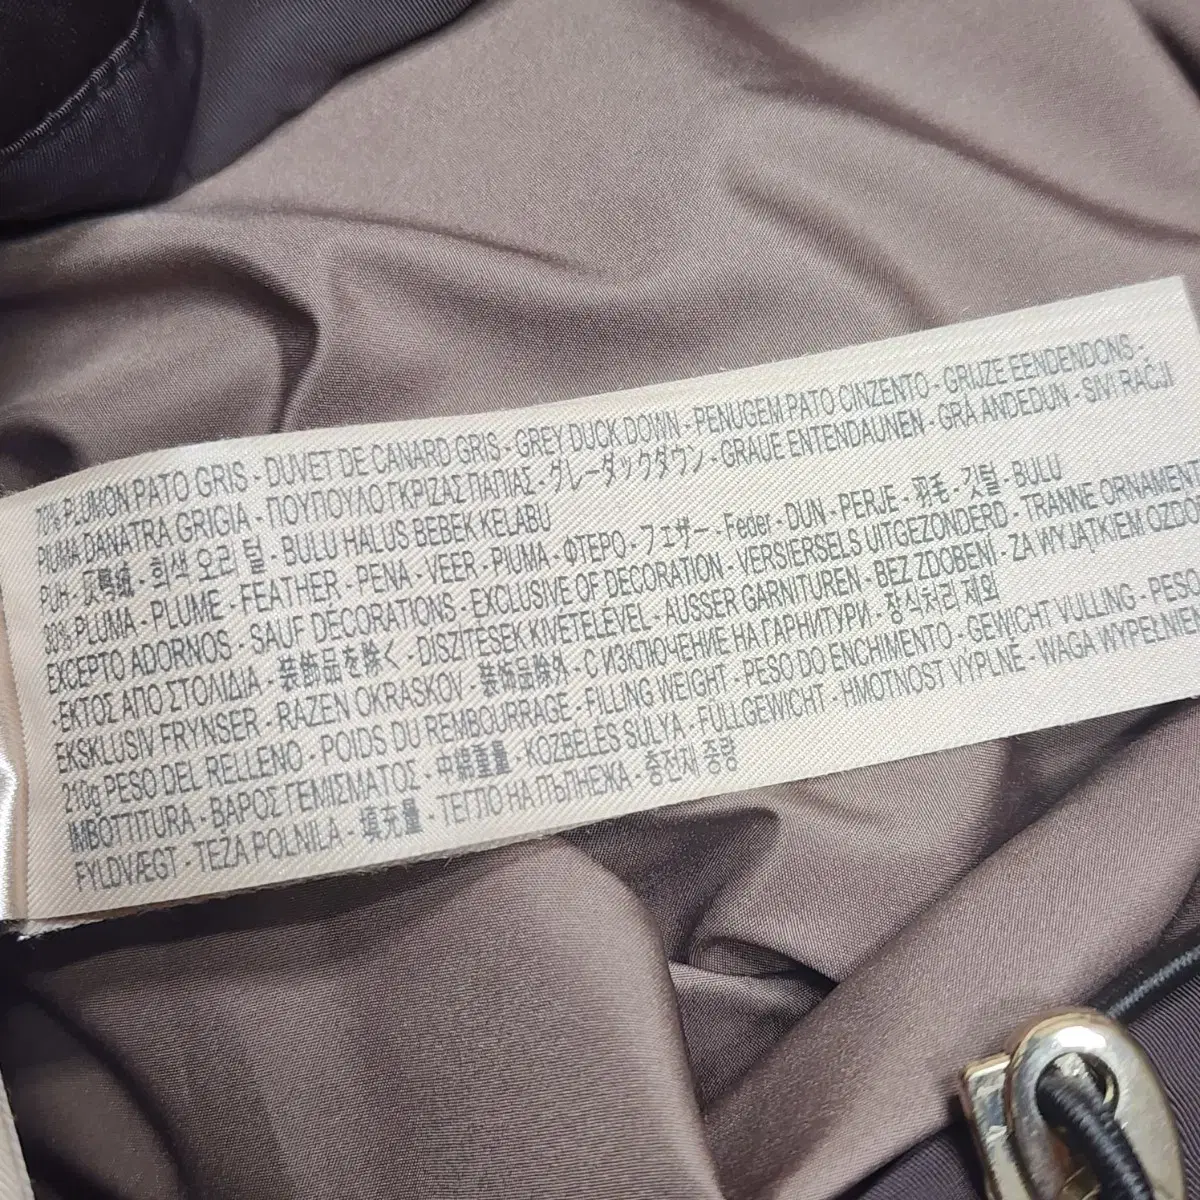 70% PLUMON PATO GRIS - DUVET DE CANARD GRIS - GREY DUCK DOWN - PENUGEM PATO CINZENTO - GRIJZE EENDENDONS -
PIUMA DANATRA GRIGIA - ΠΟΥΠΟΥΛΟ ΓΚΡΙΖΑΣ ΠΑΠΙΑΣ - グレーダックダウン - GRAUE ENTENDAUNEN - GRÅ ANDEDUN - SIVI RAČJI
PUH - 灰鸭绒 - 회색 오리 털 - BULU HALUS BEBEK KELABU
30% PLUMA - PLUME - FEATHER - PENA - VEER - PIUMA - ΦΤΕΡΟ - フェザー - Feder - DUN - PERJE - 羽毛 - 깃털 - BULU
EXCEPTO ADORNOS - SAUF DÉCORATIONS - EXCLUSIVE OF DECORATION - VERSIERSELS UITGEZONDERD - TRANNE ORNAMENTI
- ΕΚΤΟΣ ΑΠΟ ΣΤΟΛΙΔΙΑ - 装飾品を除く - DÍSZÍTÉSEK KIVÉTELÉVEL - AUSSER GARNITUREN - BEZ ZDOBENÍ - ZA WYJĄTKIEM OZDÓ
EKSKLUSIV FRYNSER - RAZEN OKRASKOV - 装饰品除外 - С ИЗКЛЮЧЕНИЕ НА ГАРНИТУРИ - 장식처리 제외
210g PESO DEL RELLENO - POIDS DU REMBOURRAGE - FILLING WEIGHT - PESO DO ENCHIMENTO - GEWICHT VULLING - PESO
IMBOTTITURA - ΒΑΡΟΣ ΓΕΜΙΣΜΑΤΟΣ - 中綿重量 - KÖZBÉLÉS SÚLYA - FÜLLGEWICHT - HMOTNOST VÝPLNĚ - WAGA WYPEŁNIEN
FYLDVÆGT - TEŽA POLNILA - 填充量 - ТЕГЛО НА ПЪЛНЕЖА - 충전재 중량